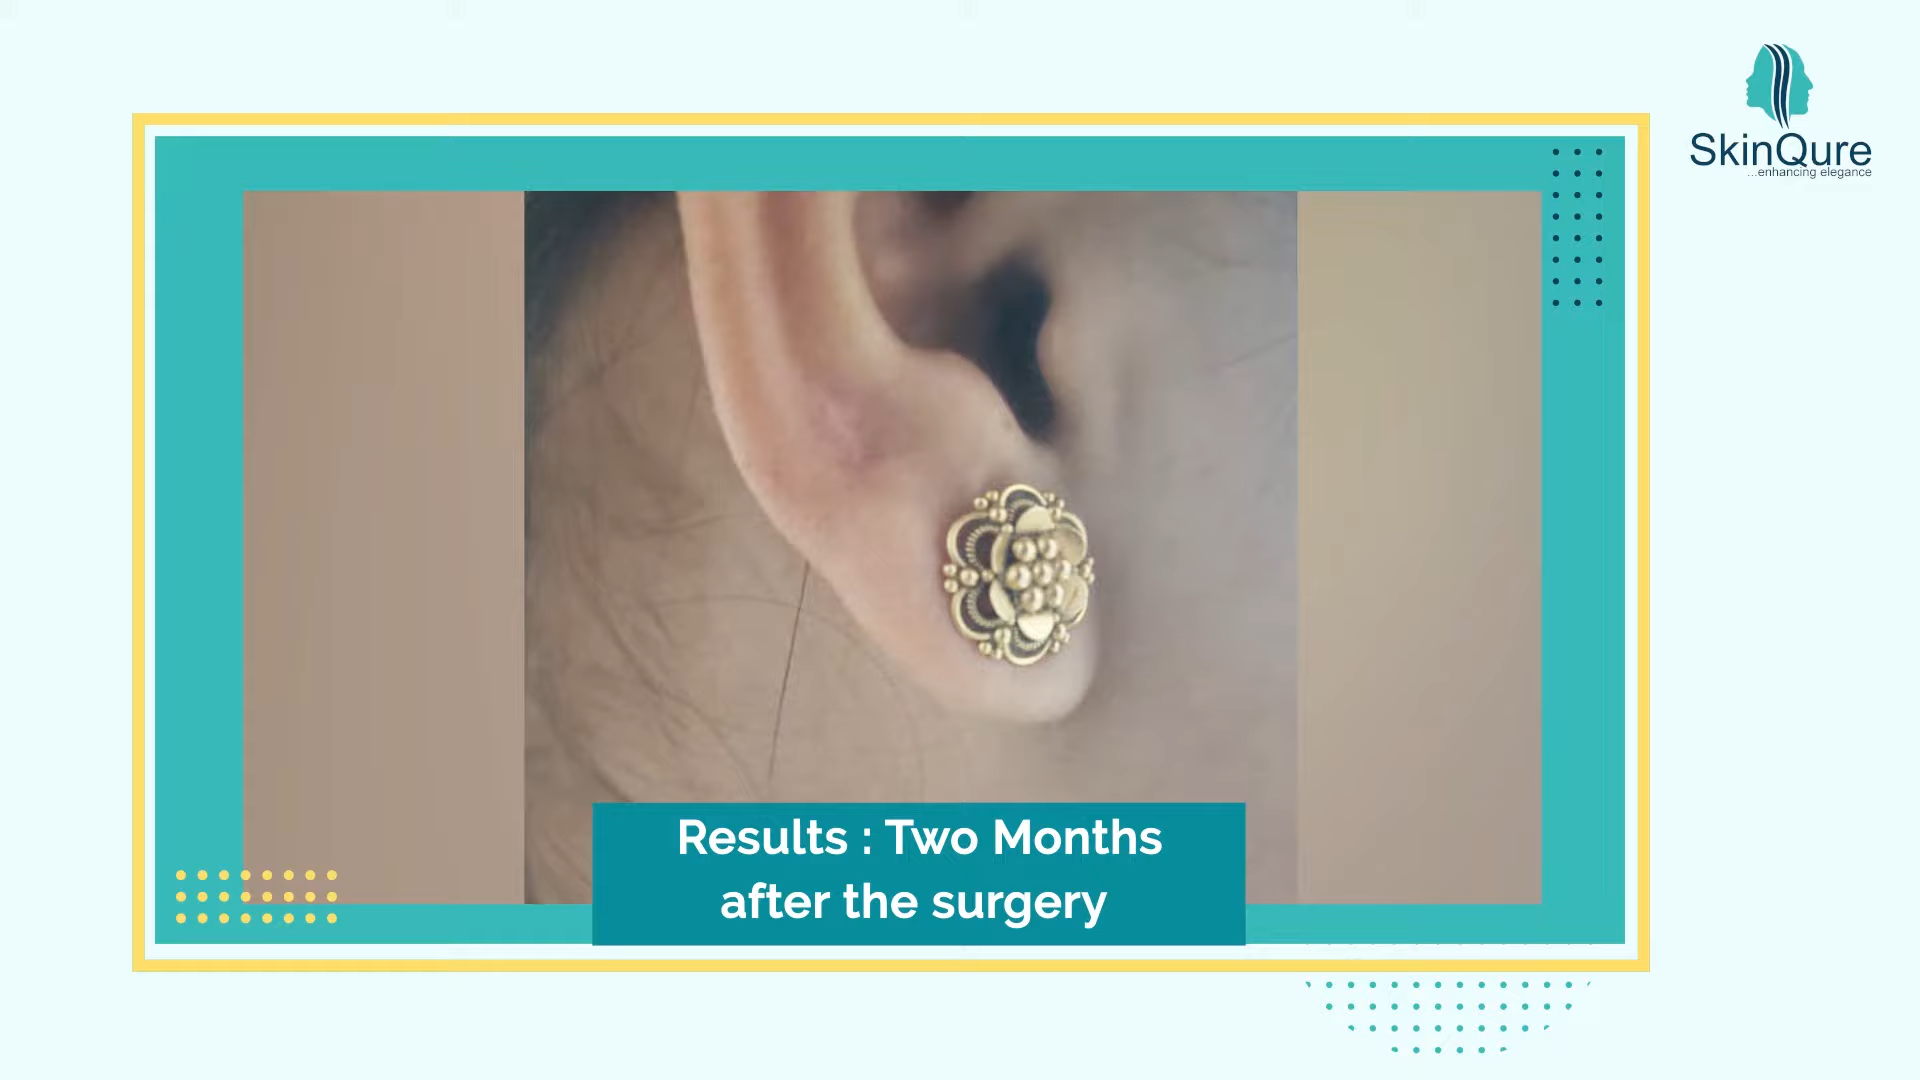 SkinQure
...enhancing elegance
Results : Two Months
after the surgery